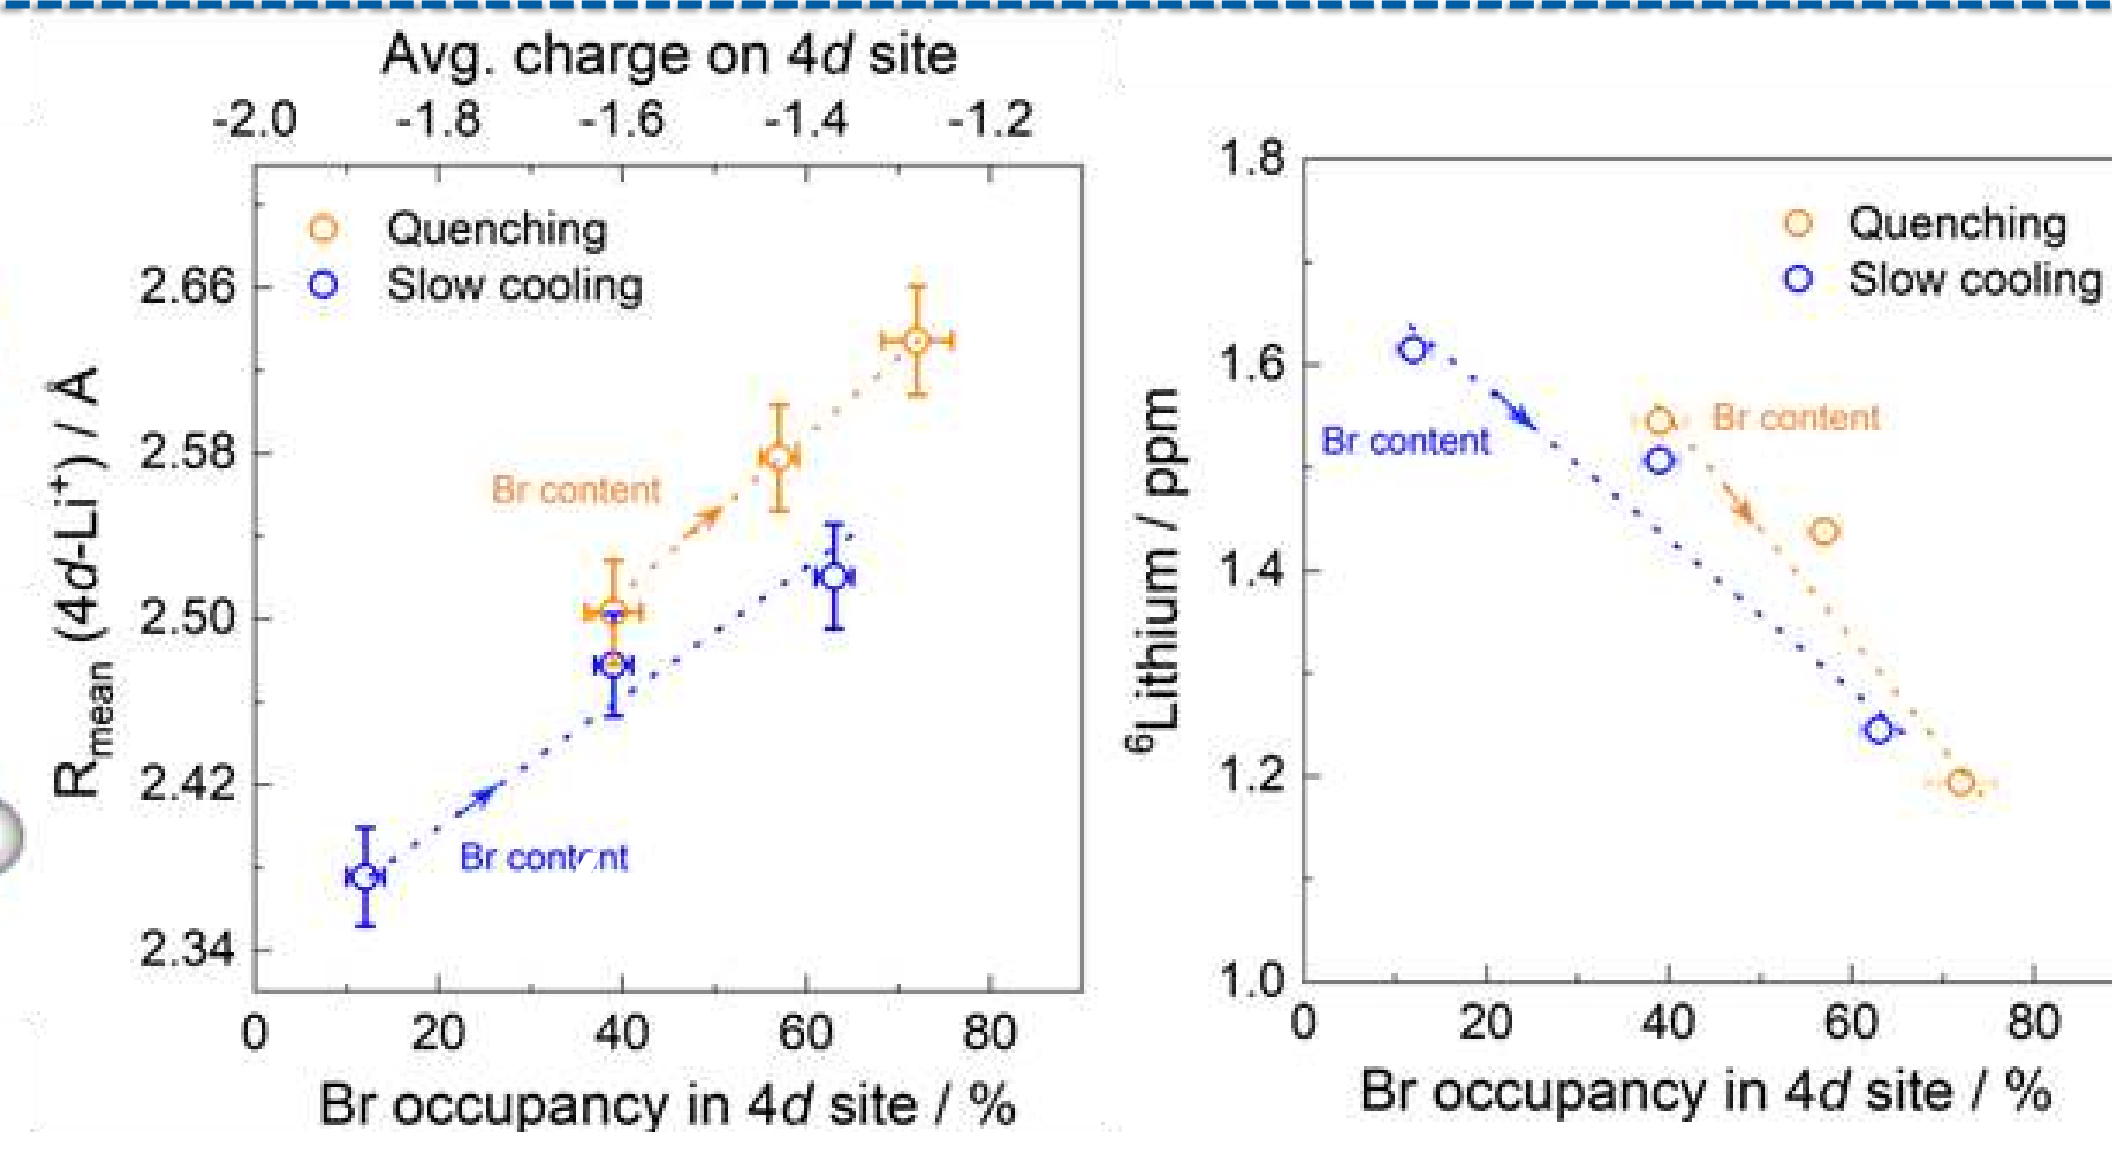 Avg. charge on 4d site
-2.0 -1.8 -1.6 -1.4 -1.2
Quenching
Slow cooling
2.66
2.58
2.50
2.42
2.34
Rmean (4d-Li⁺) / Å
Br content
Br content
0 20 40 60 80
Br occupancy in 4d site / %
1.8
1.6
1.4
1.2
1.0
⁶Lithium / ppm
Quenching
Slow cooling
Br content
Br content
0 20 40 60 80
Br occupancy in 4d site / %